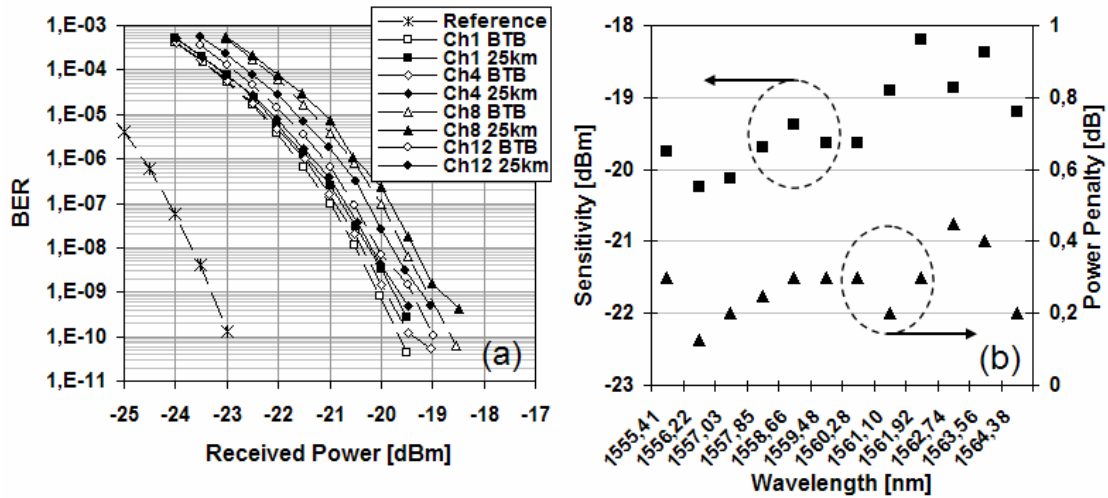 1,E-03
1,E-04
1,E-05
1,E-06
1,E-07
1,E-08
1,E-09
1,E-10
1,E-11
BER
-25 -24 -23 -22 -21 -20 -19 -18 -17
Received Power [dBm]
Reference
Ch1 BTB
Ch1 25km
Ch4 BTB
Ch4 25km
Ch8 BTB
Ch8 25km
Ch12 BTB
Ch12 25km
(a)
-18
-19
-20
-21
-22
-23
Sensitivity [dBm]
1
0,8
0,6
0,4
0,2
0
Power Penalty [dB]
(b)
1555,41
1556,22
1557,03
1557,85
1558,66
1559,48
1560,28
1561,10
1561,92
1562,74
1563,56
1564,38
Wavelength [nm]